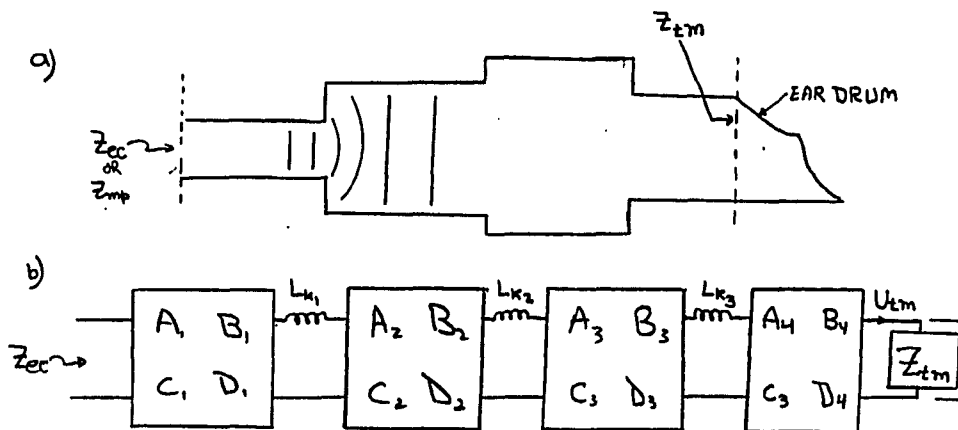 a)
Ztm
EAR DRUM
Zec
OR
Zmp
b)
Lk1 Lk2 Lk3 Utm
A1 B1 A2 B2 A3 B3 A4 B4
Zec Ztm
C1 D1 C2 D2 C3 D3 C3 D4